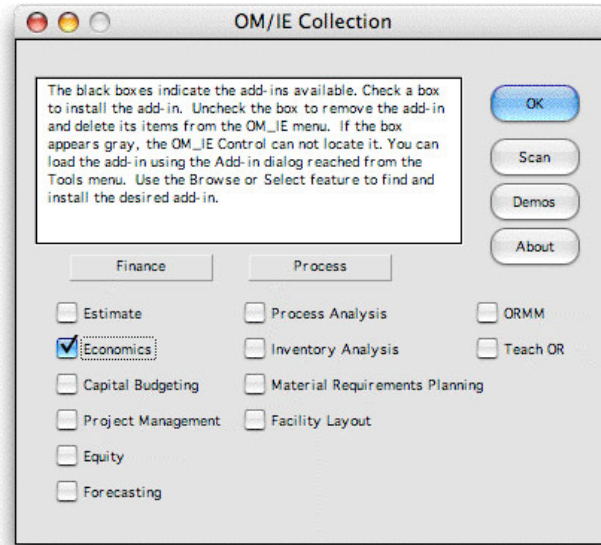 OM/IE Collection
The black boxes indicate the add-ins available. Check a box
to install the add-in. Uncheck the box to remove the add-in
and delete its items from the OM_IE menu. If the box
appears gray, the OM_IE Control can not locate it. You can
load the add-in using the Add-in dialog reached from the
Tools menu. Use the Browse or Select feature to find and
install the desired add-in.
OK
Scan
Demos
About
Finance
Process
Estimate
Economics
Capital Budgeting
Project Management
Equity
Forecasting
Process Analysis
Inventory Analysis
Material Requirements Planning
Facility Layout
ORMM
Teach OR